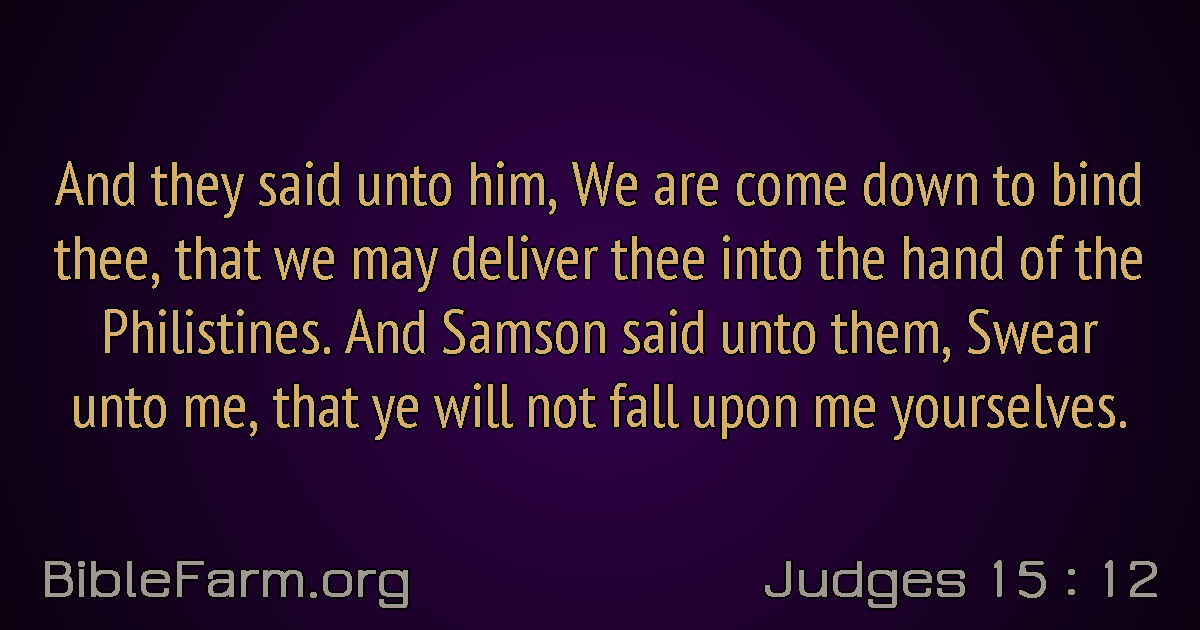 And they said unto him, We are come down to bind
thee, that we may deliver thee into the hand of the
Philistines. And Samson said unto them, Swear
unto me, that ye will not fall upon me yourselves.
BibleFarm.org
Judges 15 : 12